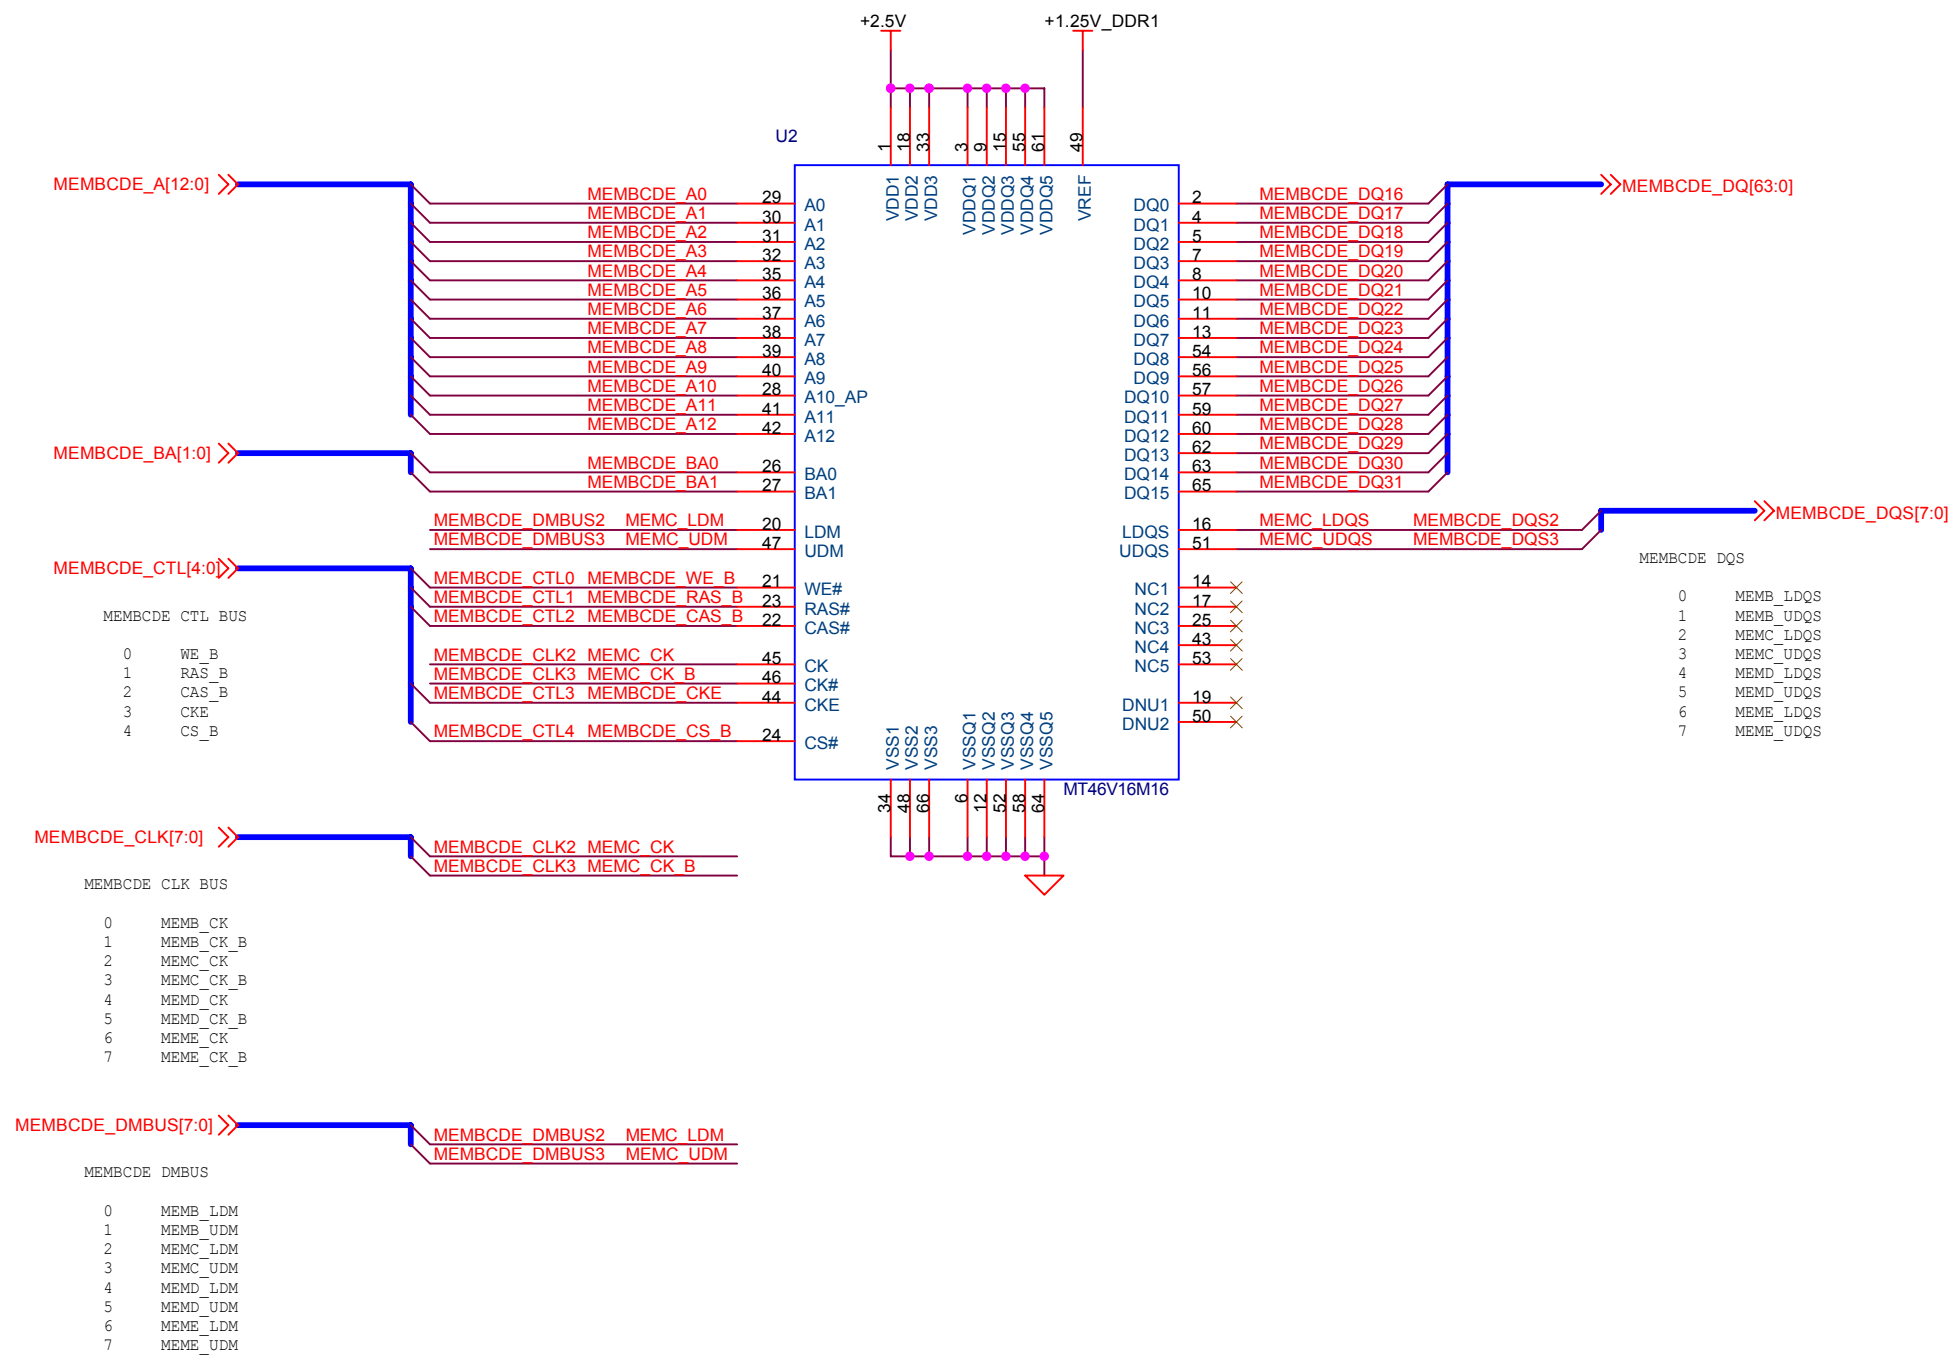 +2.5V
+1.25V_DDR1
U2
1
18
33
3
9
15
55
61
49
VDD1
VDD2
VDD3
VDDQ1
VDDQ2
VDDQ3
VDDQ4
VDDQ5
VREF
MEMBCDE_A[12:0]
MEMBCDE_A0 29 A0
MEMBCDE_A1 30 A1
MEMBCDE_A2 31 A2
MEMBCDE_A3 32 A3
MEMBCDE_A4 35 A4
MEMBCDE_A5 36 A5
MEMBCDE_A6 37 A6
MEMBCDE_A7 38 A7
MEMBCDE_A8 39 A8
MEMBCDE_A9 40 A9
MEMBCDE_A10 28 A10_AP
MEMBCDE_A11 41 A11
MEMBCDE_A12 42 A12
MEMBCDE_BA[1:0]
MEMBCDE_BA0 26 BA0
MEMBCDE_BA1 27 BA1
MEMBCDE_DMBUS2 MEMC_LDM 20 LDM
MEMBCDE_DMBUS3 MEMC_UDM 47 UDM
MEMBCDE_CTL[4:0]
MEMBCDE_CTL0 MEMBCDE_WE_B 21 WE#
MEMBCDE_CTL1 MEMBCDE_RAS_B 23 RAS#
MEMBCDE_CTL2 MEMBCDE_CAS_B 22 CAS#
MEMBCDE_CLK2 MEMC_CK 45 CK
MEMBCDE_CLK3 MEMC_CK_B 46 CK#
MEMBCDE_CTL3 MEMBCDE_CKE 44 CKE
MEMBCDE_CTL4 MEMBCDE_CS_B 24 CS#
MEMBCDE CTL BUS
0 WE_B
1 RAS_B
2 CAS_B
3 CKE
4 CS_B
DQ0 2 MEMBCDE_DQ16
DQ1 4 MEMBCDE_DQ17
DQ2 5 MEMBCDE_DQ18
DQ3 7 MEMBCDE_DQ19
DQ4 8 MEMBCDE_DQ20
DQ5 10 MEMBCDE_DQ21
DQ6 11 MEMBCDE_DQ22
DQ7 13 MEMBCDE_DQ23
DQ8 54 MEMBCDE_DQ24
DQ9 56 MEMBCDE_DQ25
DQ10 57 MEMBCDE_DQ26
DQ11 59 MEMBCDE_DQ27
DQ12 60 MEMBCDE_DQ28
DQ13 62 MEMBCDE_DQ29
DQ14 63 MEMBCDE_DQ30
DQ15 65 MEMBCDE_DQ31
MEMBCDE_DQ[63:0]
LDQS 16 MEMC_LDQS MEMBCDE_DQS2
UDQS 51 MEMC_UDQS MEMBCDE_DQS3
MEMBCDE_DQS[7:0]
NC1 14
NC2 17
NC3 25
NC4 43
NC5 53
DNU1 19
DNU2 50
MEMBCDE DQS
0 MEMB_LDQS
1 MEMB_UDQS
2 MEMC_LDQS
3 MEMC_UDQS
4 MEMD_LDQS
5 MEMD_UDQS
6 MEME_LDQS
7 MEME_UDQS
VSS1
VSS2
VSS3
VSSQ1
VSSQ2
VSSQ3
VSSQ4
VSSQ5
34
48
66
6
12
52
58
64
MT46V16M16
MEMBCDE_CLK[7:0]
MEMBCDE_CLK2 MEMC_CK
MEMBCDE_CLK3 MEMC_CK_B
MEMBCDE CLK BUS
0 MEMB_CK
1 MEMB_CK_B
2 MEMC_CK
3 MEMC_CK_B
4 MEMD_CK
5 MEMD_CK_B
6 MEME_CK
7 MEME_CK_B
MEMBCDE_DMBUS[7:0]
MEMBCDE_DMBUS2 MEMC_LDM
MEMBCDE_DMBUS3 MEMC_UDM
MEMBCDE DMBUS
0 MEMB_LDM
1 MEMB_UDM
2 MEMC_LDM
3 MEMC_UDM
4 MEMD_LDM
5 MEMD_UDM
6 MEME_LDM
7 MEME_UDM